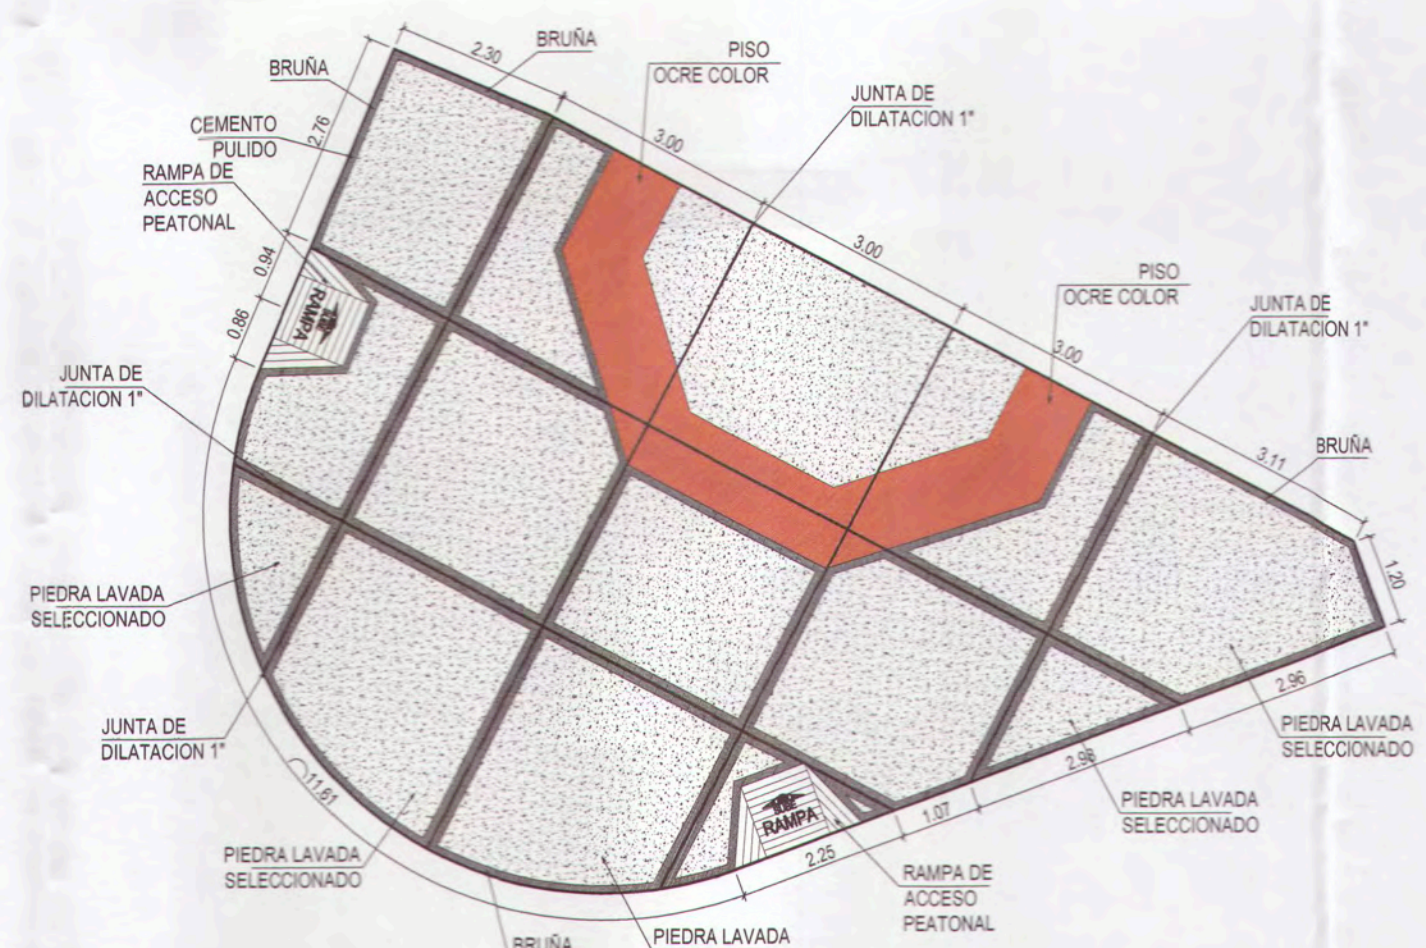 2.30
BRUÑA
PISO
OCRE COLOR
BRUÑA
JUNTA DE
DILATACION 1"
CEMENTO
PULIDO
2.76
3.00
RAMPA DE
ACCESO
PEATONAL
3.00
0.94
PISO
OCRE COLOR
RAMPA
0.86
JUNTA DE
DILATACION 1"
3.00
JUNTA DE
DILATACION 1"
3.11
BRUÑA
1.20
PIEDRA LAVADA
SELECCIONADO
2.96
PIEDRA LAVADA
SELECCIONADO
JUNTA DE
DILATACION 1"
2.98
11.61
PIEDRA LAVADA
SELECCIONADO
RAMPA
1.07
2.25
PIEDRA LAVADA
SELECCIONADO
RAMPA DE
ACCESO
PEATONAL
BRUÑA
PIEDRA LAVADA